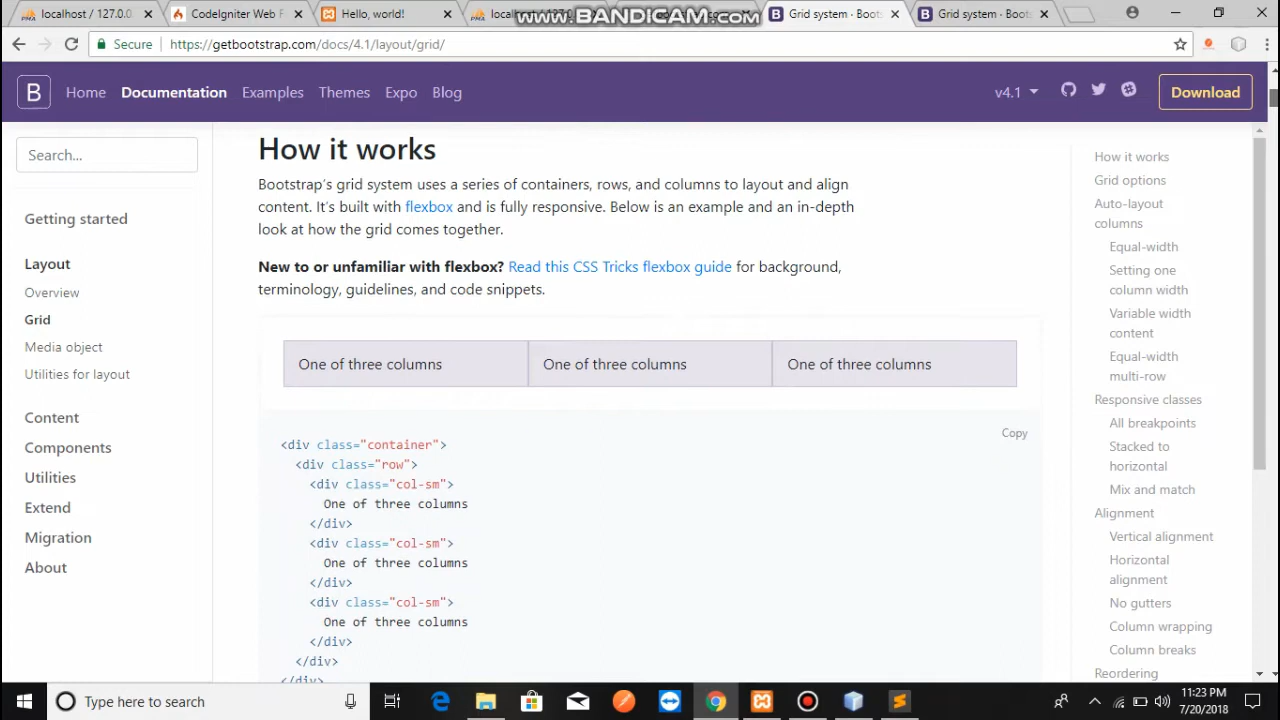 localhost / 127.0.0
CodeIgniter Web F
Hello, world!
localhost / 127.0
www.BANDICAM.com
Grid system · Boots
Grid system · Boots
Secure
https://getbootstrap.com/docs/4.1/layout/grid/
B
Home
Documentation
Examples
Themes
Expo
Blog
v4.1
Download
Search...
Getting started
Layout
Overview
Grid
Media object
Utilities for layout
Content
Components
Utilities
Extend
Migration
About
How it works
Bootstrap's grid system uses a series of containers, rows, and columns to layout and align
content. It's built with flexbox and is fully responsive. Below is an example and an in-depth
look at how the grid comes together.
New to or unfamiliar with flexbox? Read this CSS Tricks flexbox guide for background,
terminology, guidelines, and code snippets.
One of three columns
One of three columns
One of three columns
Copy
<div class="container">
<div class="row">
<div class="col-sm">
One of three columns
</div>
<div class="col-sm">
One of three columns
</div>
<div class="col-sm">
One of three columns
</div>
</div>
</div>
How it works
Grid options
Auto-layout
columns
Equal-width
Setting one
column width
Variable width
content
Equal-width
multi-row
Responsive classes
All breakpoints
Stacked to
horizontal
Mix and match
Alignment
Vertical alignment
Horizontal
alignment
No gutters
Column wrapping
Column breaks
Reordering
Type here to search
11:23 PM
7/20/2018